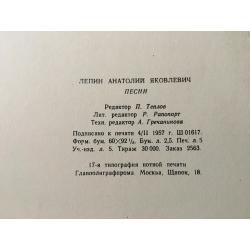 ЛЕПИН АНАТОЛИЙ ЯКОВЛЕВИЧ
ПЕСНИ
Редактор П. Теплов
Лит. редактор Р. Рапопорт
Техн. редактор А. Гречанинова
Подписано к печати 4/II 1957 г. Ш 01617.
Форм. бум. 60×92 1/8. Бум. л. 2,5. Печ. л. 5
Уч.-изд. л. 5. Тираж 30 000. Заказ 2563.
17-я типография нотной печати
Главполиграфпрома Москва, Щипок, 18.